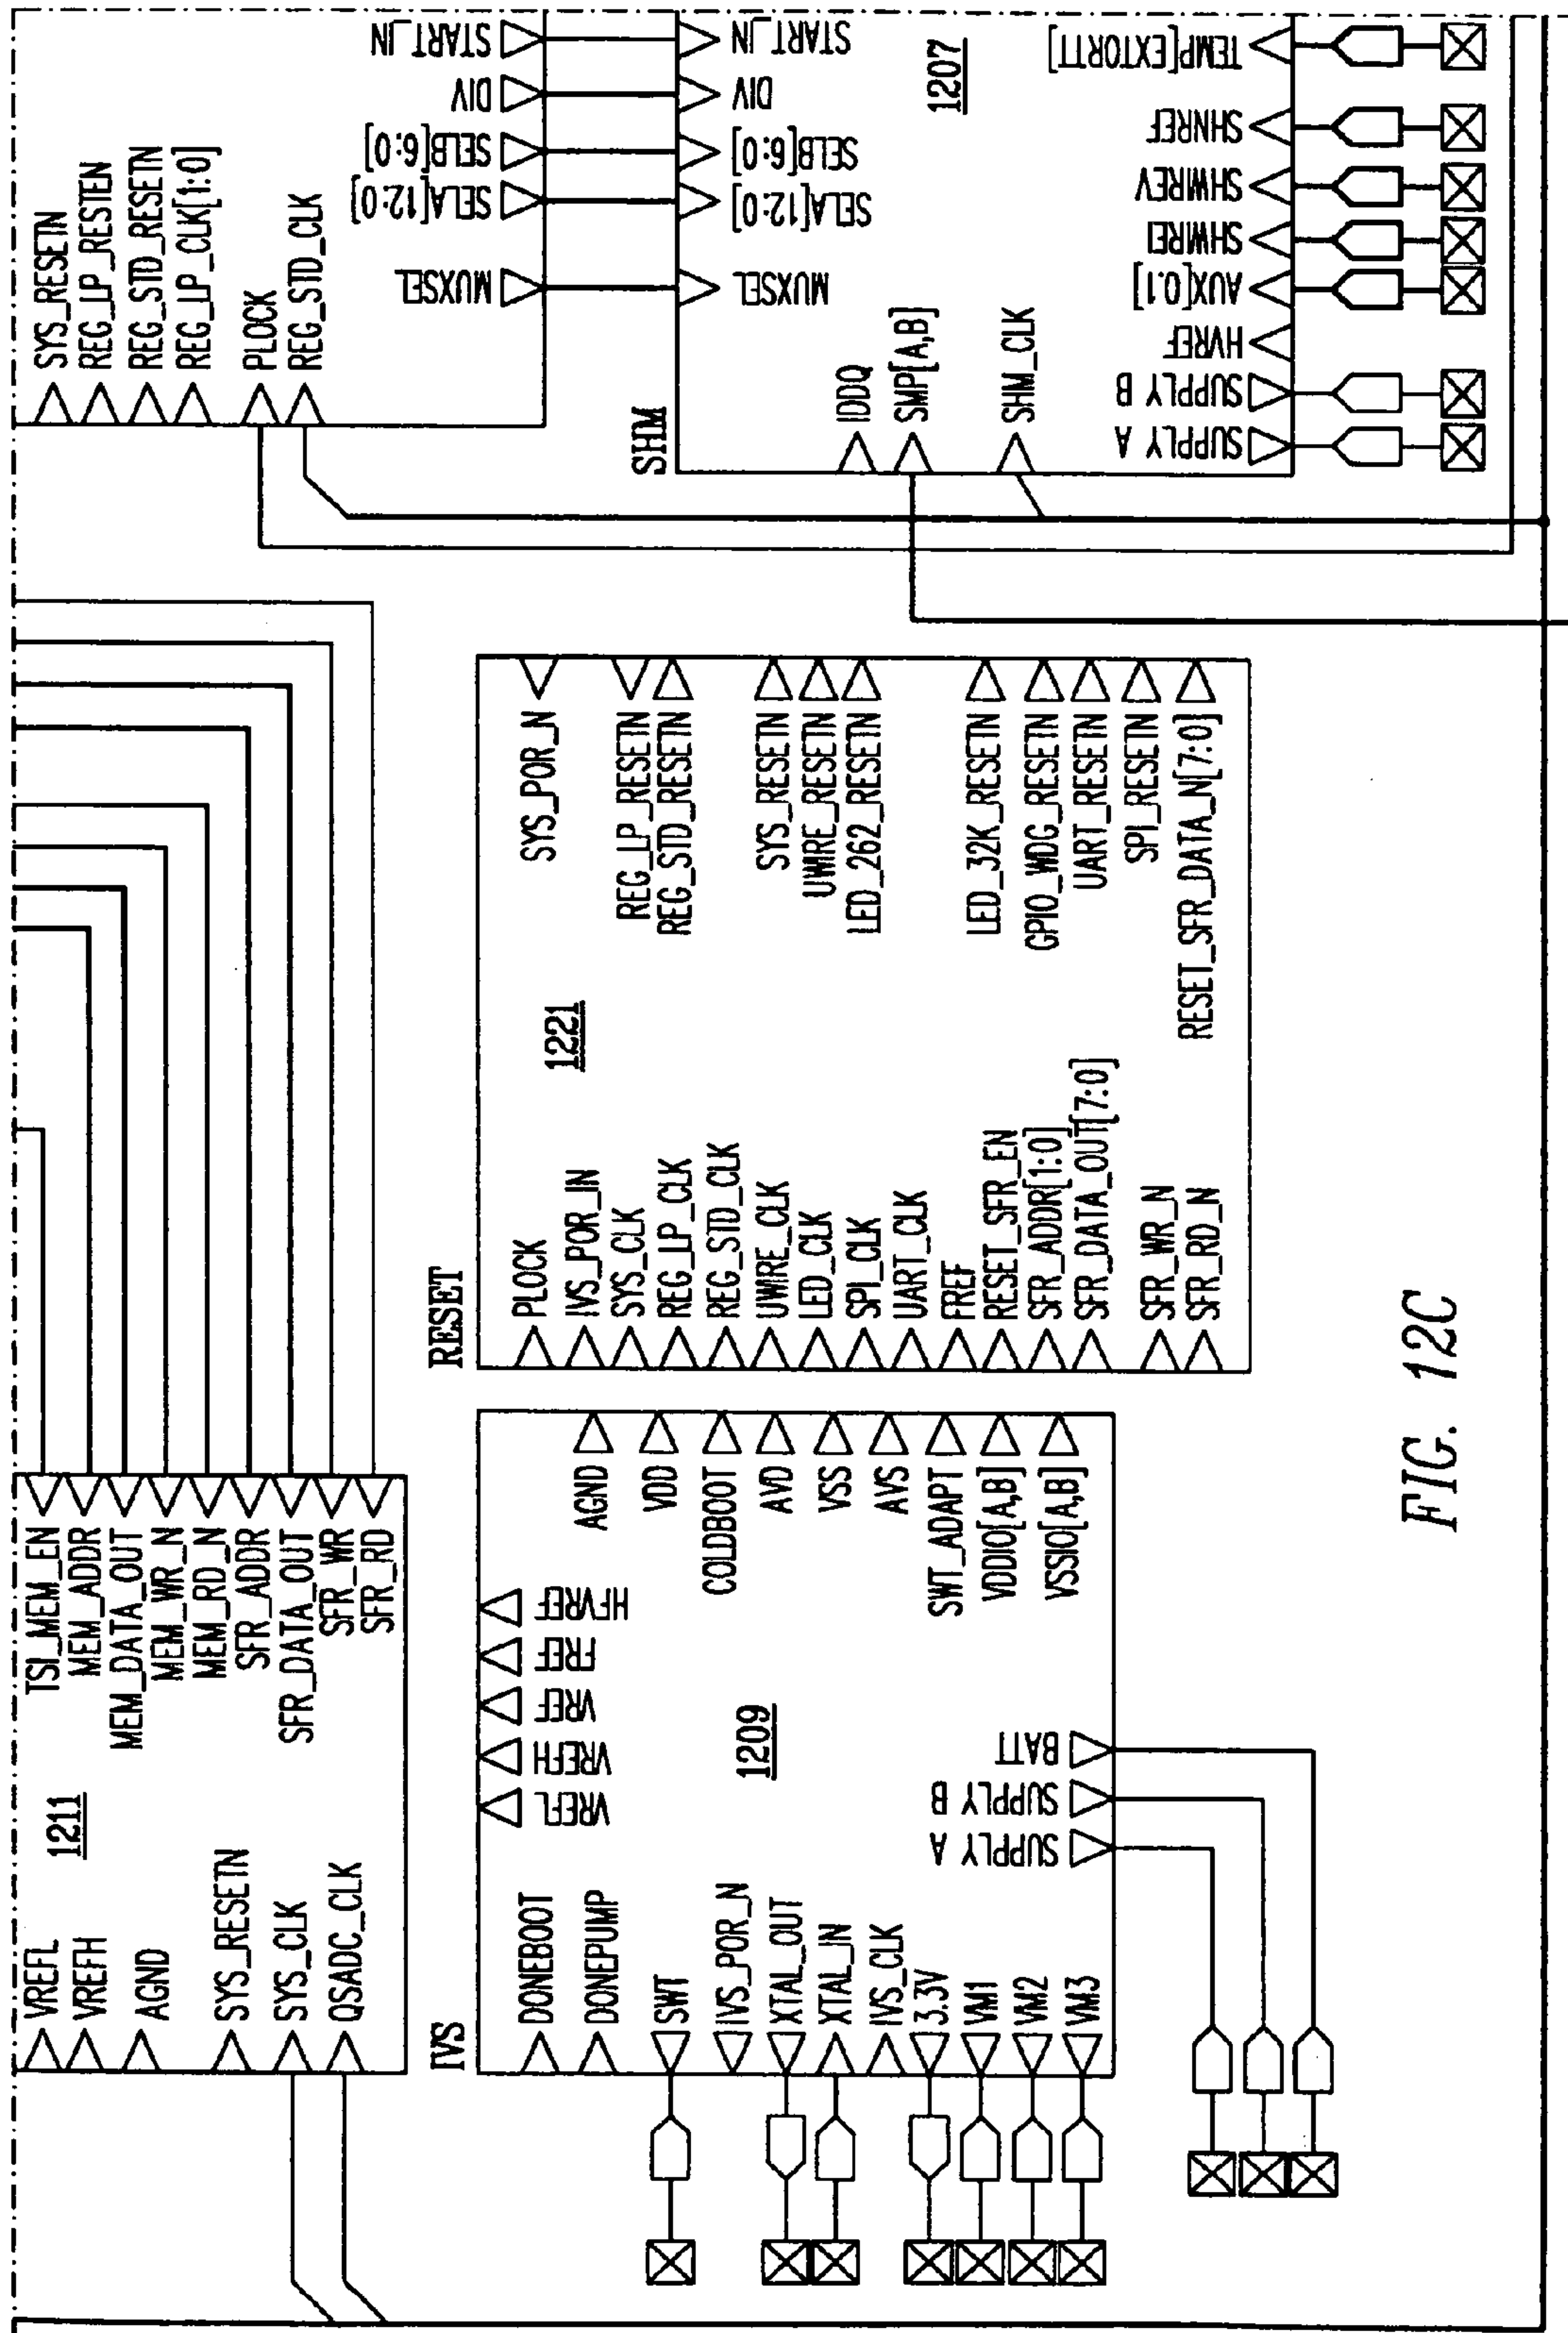 VREFL
VREFH
AGND
SYS_RESETN
SYS_CLK
QSADC_CLK
1211
TSI_MEM_EN
MEM_ADDR
MEM_DATA_OUT
MEM_WR_N
MEM_RD_N
SFR_ADDR
SFR_DATA_OUT
SFR_WR
SFR_RD
SYS_RESETN
REG_LP_RESTEN
REG_STD_RESETN
REG_LP_CLK[1:0]
PLOCK
REG_STD_CLK
START_IN
DIV
SELB[6:0]
SELA[12:0]
MUXSEL
IVS
DONEBOOT
DONEPUMP
SWT
IVS_POR_N
XTAL_OUT
XTAL_IN
IVS_CLK
3.3V
VM1
VM2
VM3
VREFL
VREFH
VREF
FREF
HFVREF
1209
AGND
VDD
COLDBOOT
AVD
VSS
AVS
SWT_ADAPT
VDDIO[A,B]
VSSIO[A,B]
SUPPLY A
SUPPLY B
BATT
RESET
PLOCK
IVS_POR_IN
SYS_CLK
REG_LP_CLK
REG_STD_CLK
UWIRE_CLK
LED_CLK
SPI_CLK
UART_CLK
FREF
RESET_SFR_EN
SFR_ADDR[1:0]
SFR_DATA_OUT[7:0]
SFR_WR_N
SFR_RD_N
1221
SYS_POR_N
REG_LP_RESETN
REG_STD_RESETN
SYS_RESETN
UWIRE_RESETN
LED_262_RESETN
LED_32K_RESETN
GPIO_WDG_RESETN
UART_RESETN
SPI_RESETN
RESET_SFR_DATA_N[7:0]
SHM
IDDQ
SMP[A,B]
SHM_CLK
MUXSEL
SELA[12:0]
SELB[6:0]
DIV
START_IN
1207
SUPPLY A
SUPPLY B
HVREF
AUX[0:1]
SHWREI
SHWREV
SHNREF
TEMP[EXTORTT]
FIG. 12C